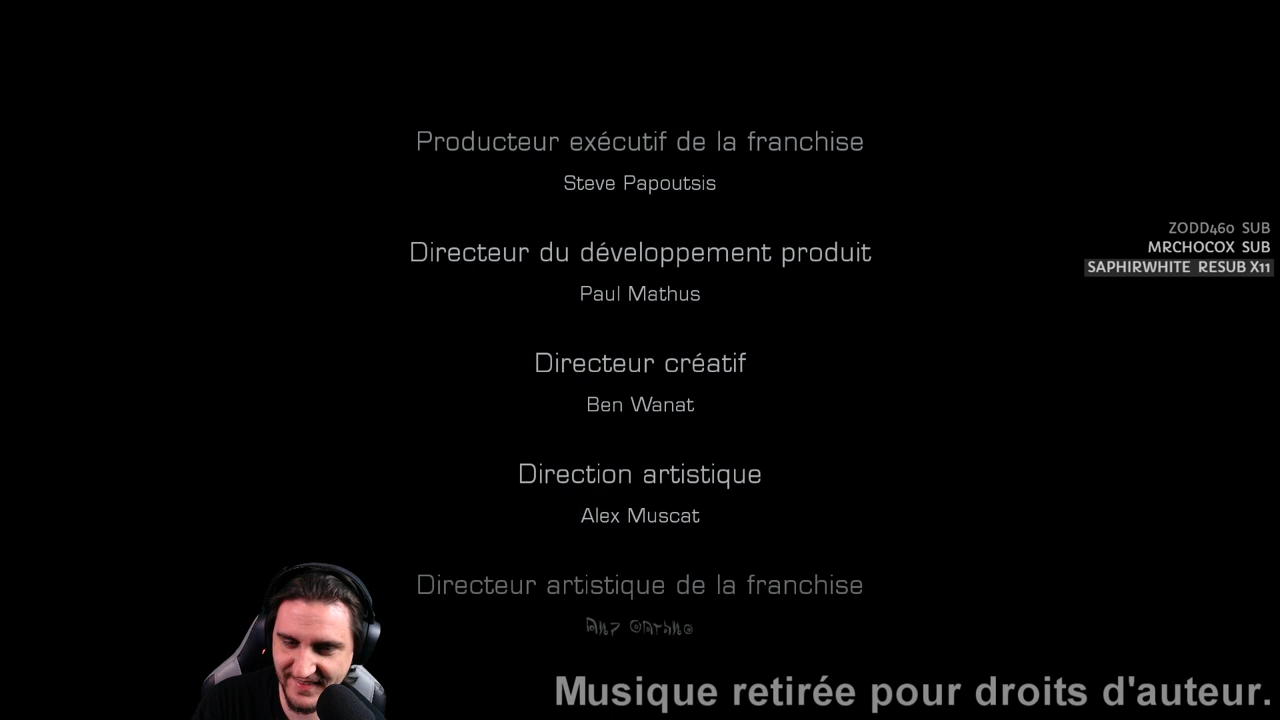 Producteur exécutif de la franchise
Steve Papoutsis
ZODD460 SUB
MRCHOCOX SUB
SAPHIRWHITE RESUB X11
Directeur du développement produit
Paul Mathus
Directeur créatif
Ben Wanat
Direction artistique
Alex Muscat
Directeur artistique de la franchise
Musique retirée pour droits d'auteur.